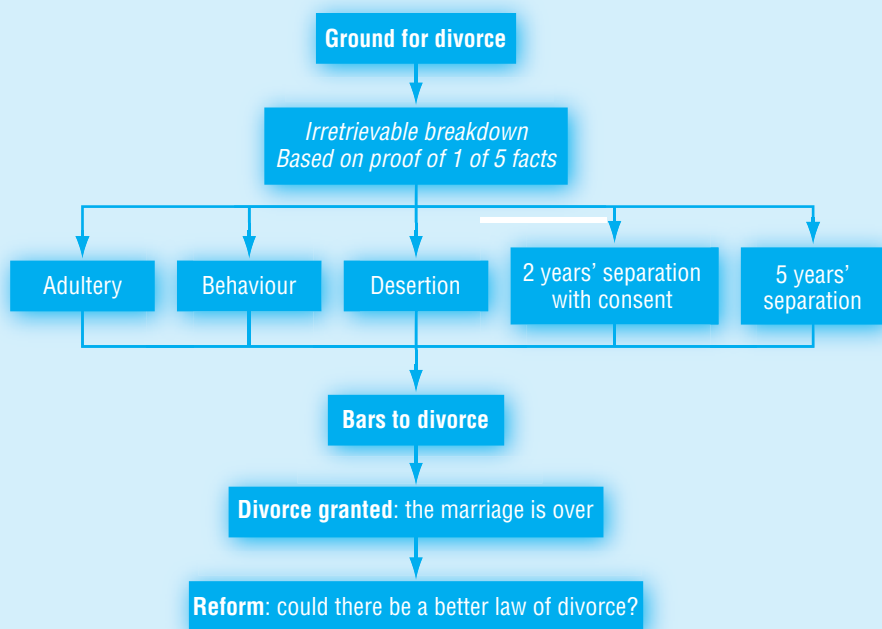 Ground for divorce
Irretrievable breakdown
Based on proof of 1 of 5 facts
Adultery
Behaviour
Desertion
2 years’ separation
with consent
5 years’
separation
Bars to divorce
Divorce granted: the marriage is over
Reform: could there be a better law of divorce?